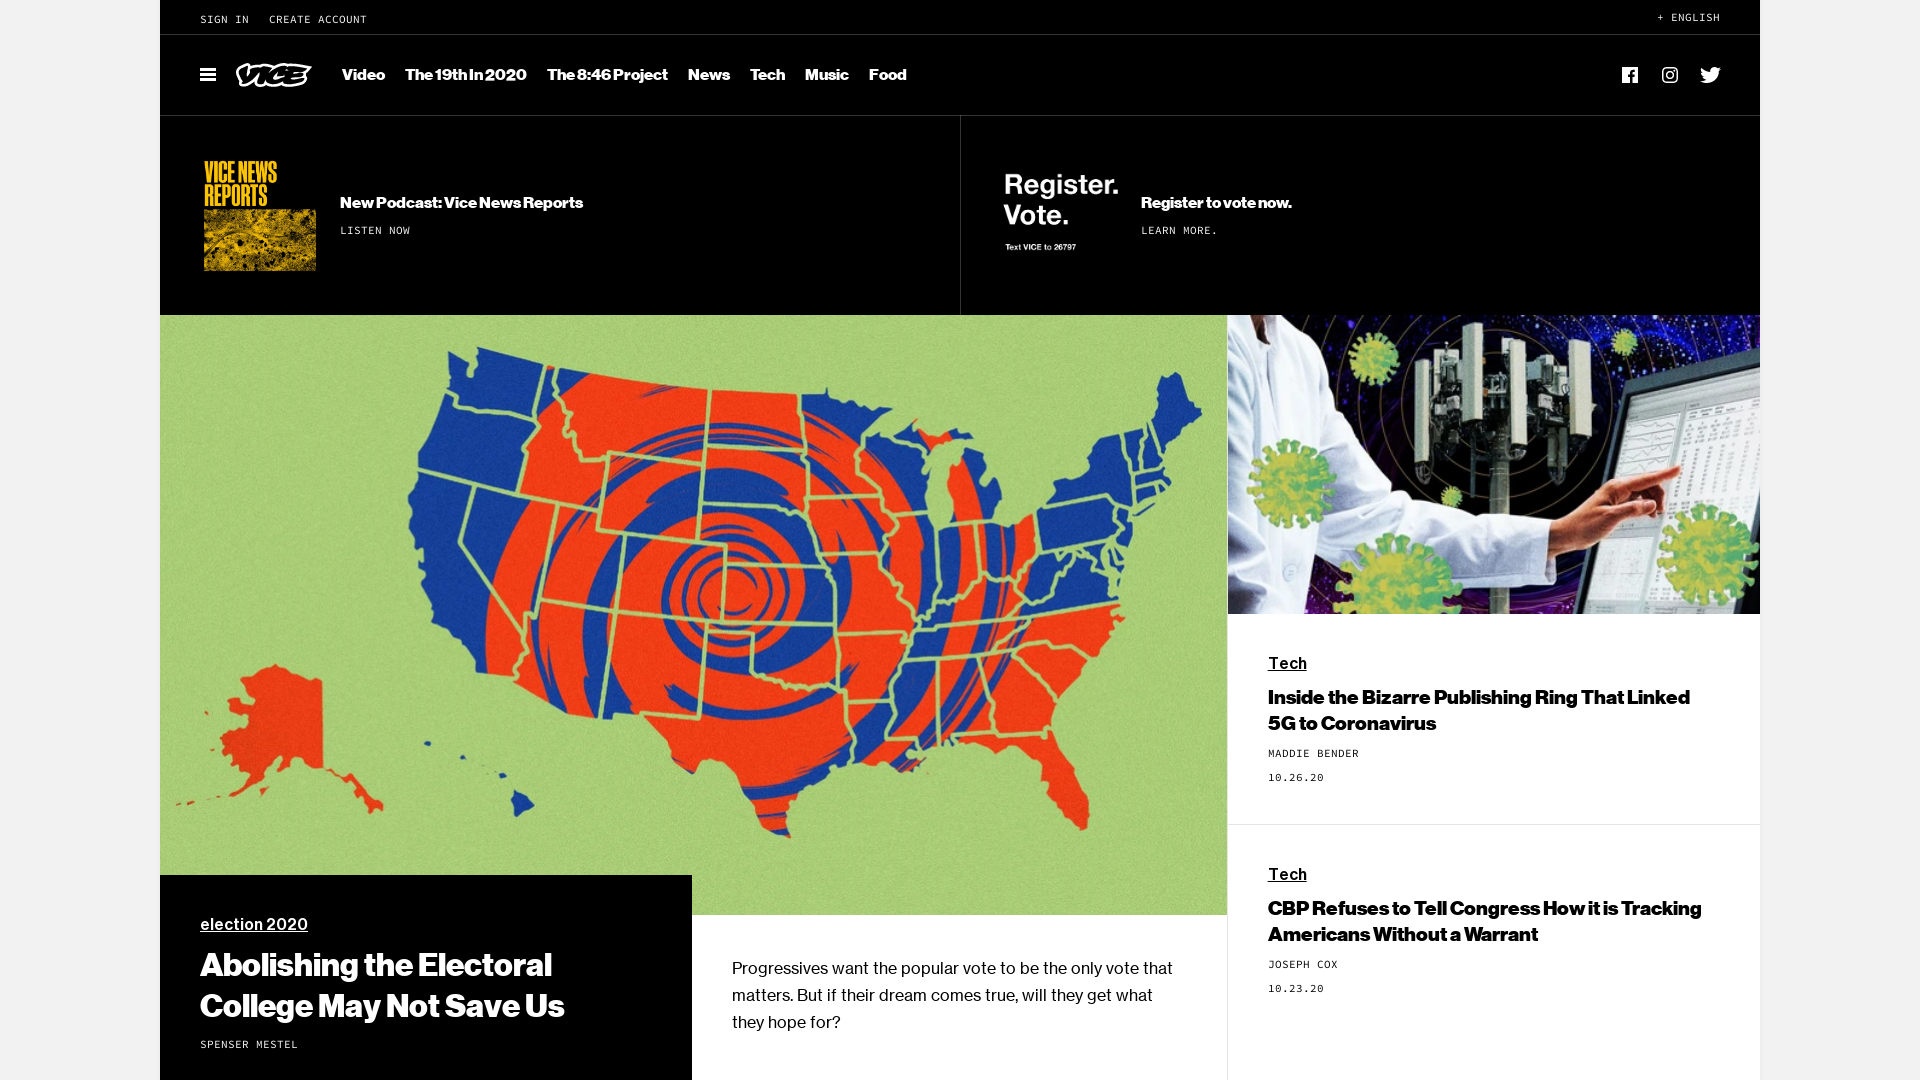 SIGN IN
CREATE ACCOUNT
+ ENGLISH
VICE
Video
The 19th In 2020
The 8:46 Project
News
Tech
Music
Food
VICE NEWS
REPORTS
New Podcast: Vice News Reports
LISTEN NOW
Register.
Vote.
Text VICE to 26797
Register to vote now.
LEARN MORE.
election 2020
Abolishing the Electoral
College May Not Save Us
SPENSER MESTEL
Progressives want the popular vote to be the only vote that
matters. But if their dream comes true, will they get what
they hope for?
Tech
Inside the Bizarre Publishing Ring That Linked
5G to Coronavirus
MADDIE BENDER
10.26.20
Tech
CBP Refuses to Tell Congress How it is Tracking
Americans Without a Warrant
JOSEPH COX
10.23.20